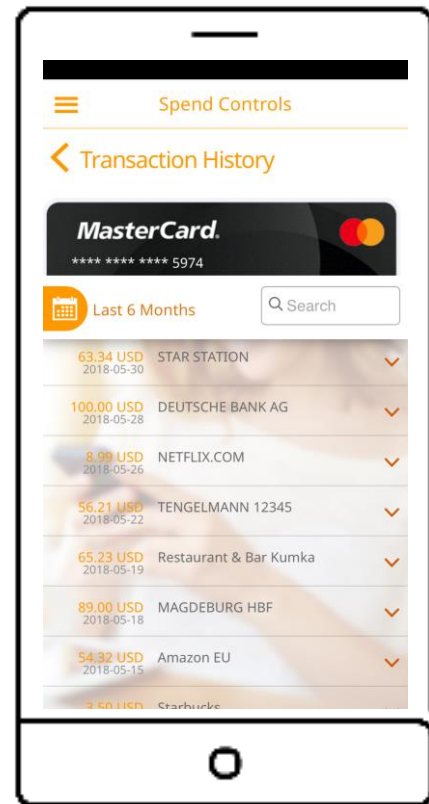 Spend Controls
Transaction History
MasterCard.
**** **** **** 5974
Last 6 Months
Search
63.34 USD STAR STATION
2018-05-30
100.00 USD DEUTSCHE BANK AG
2018-05-28
8.99 USD NETFLIX.COM
2018-05-26
56.21 USD TENGELMANN 12345
2018-05-22
65.23 USD Restaurant & Bar Kumka
2018-05-19
89.00 USD MAGDEBURG HBF
2018-05-18
54.32 USD Amazon EU
2018-05-15
3.50 USD Starbucks